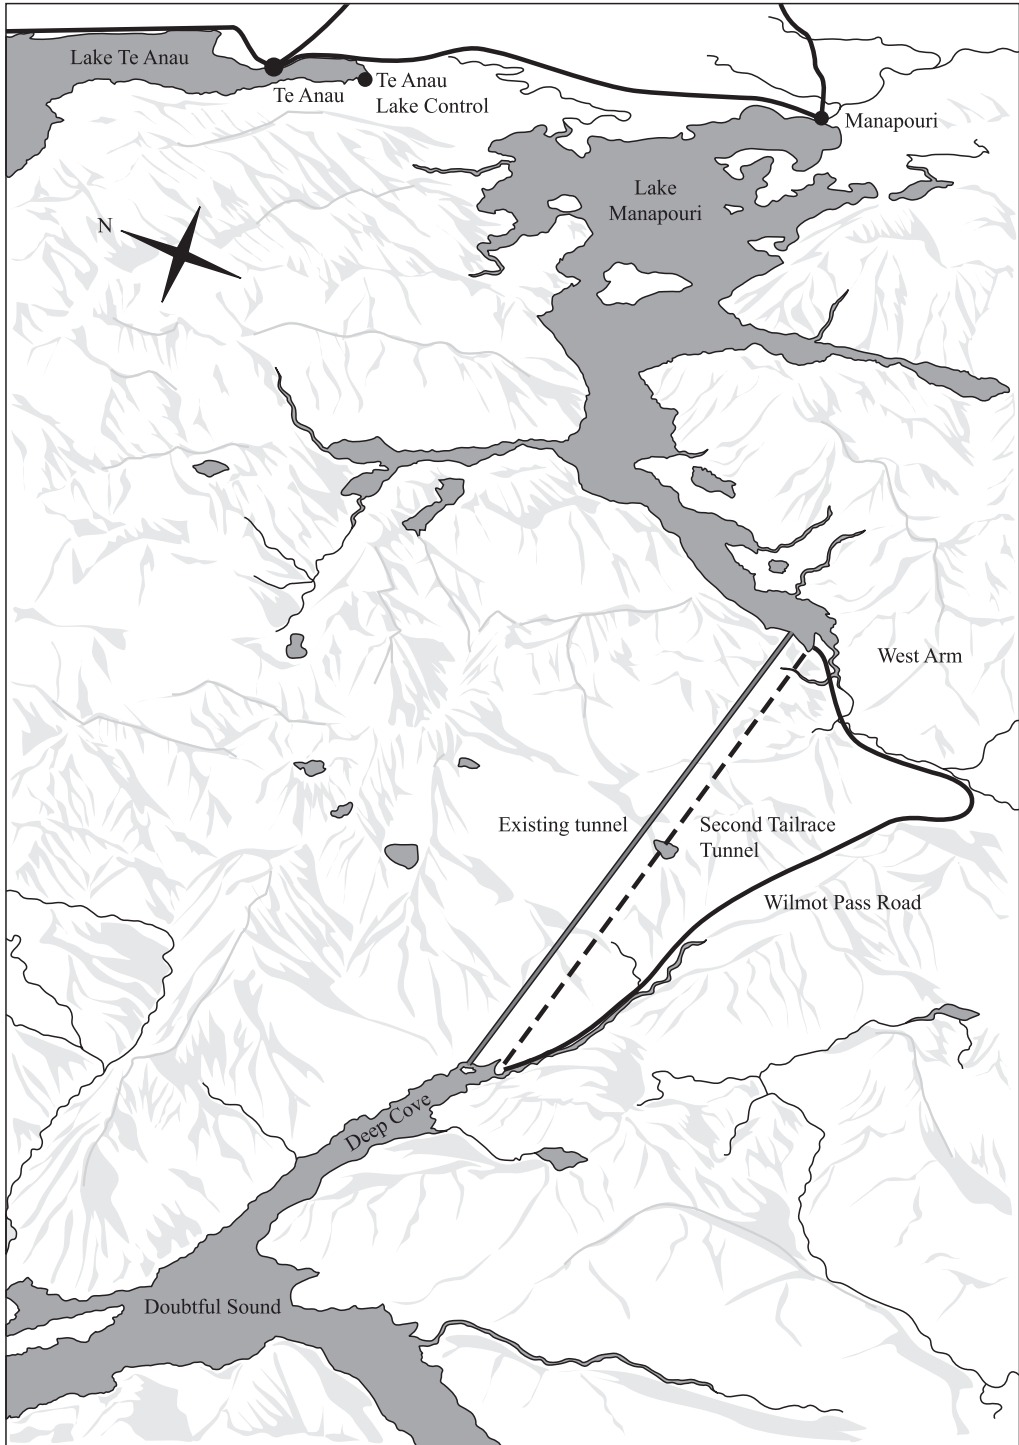 Lake Te Anau
Te Anau
Te Anau
Lake Control
Manapouri
Lake
Manapouri
N
West Arm
Existing tunnel
Second Tailrace
Tunnel
Wilmot Pass Road
Deep Cove
Doubtful Sound